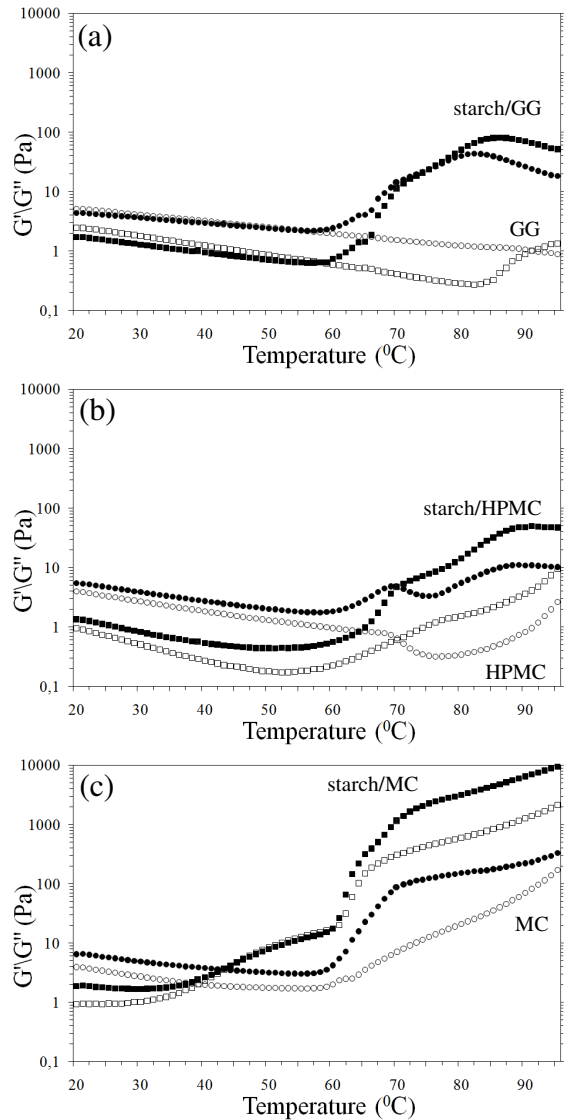 (a)
10000
1000
100
10
1
0,1
G'\G'' (Pa)
starch/GG
GG
20 30 40 50 60 70 80 90
Temperature (⁰C)
(b)
10000
1000
100
10
1
0,1
G'\G'' (Pa)
starch/HPMC
HPMC
20 30 40 50 60 70 80 90
Temperature (⁰C)
(c)
10000
1000
100
10
1
0,1
G'\G'' (Pa)
starch/MC
MC
20 30 40 50 60 70 80 90
Temperature (⁰C)